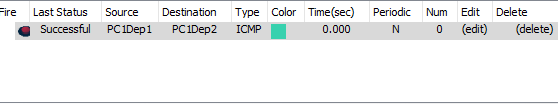 Fire Last Status Source Destination Type Color Time(sec) Periodic Num Edit Delete
Successful PC1Dep1 PC1Dep2 ICMP 0.000 N 0 (edit) (delete)